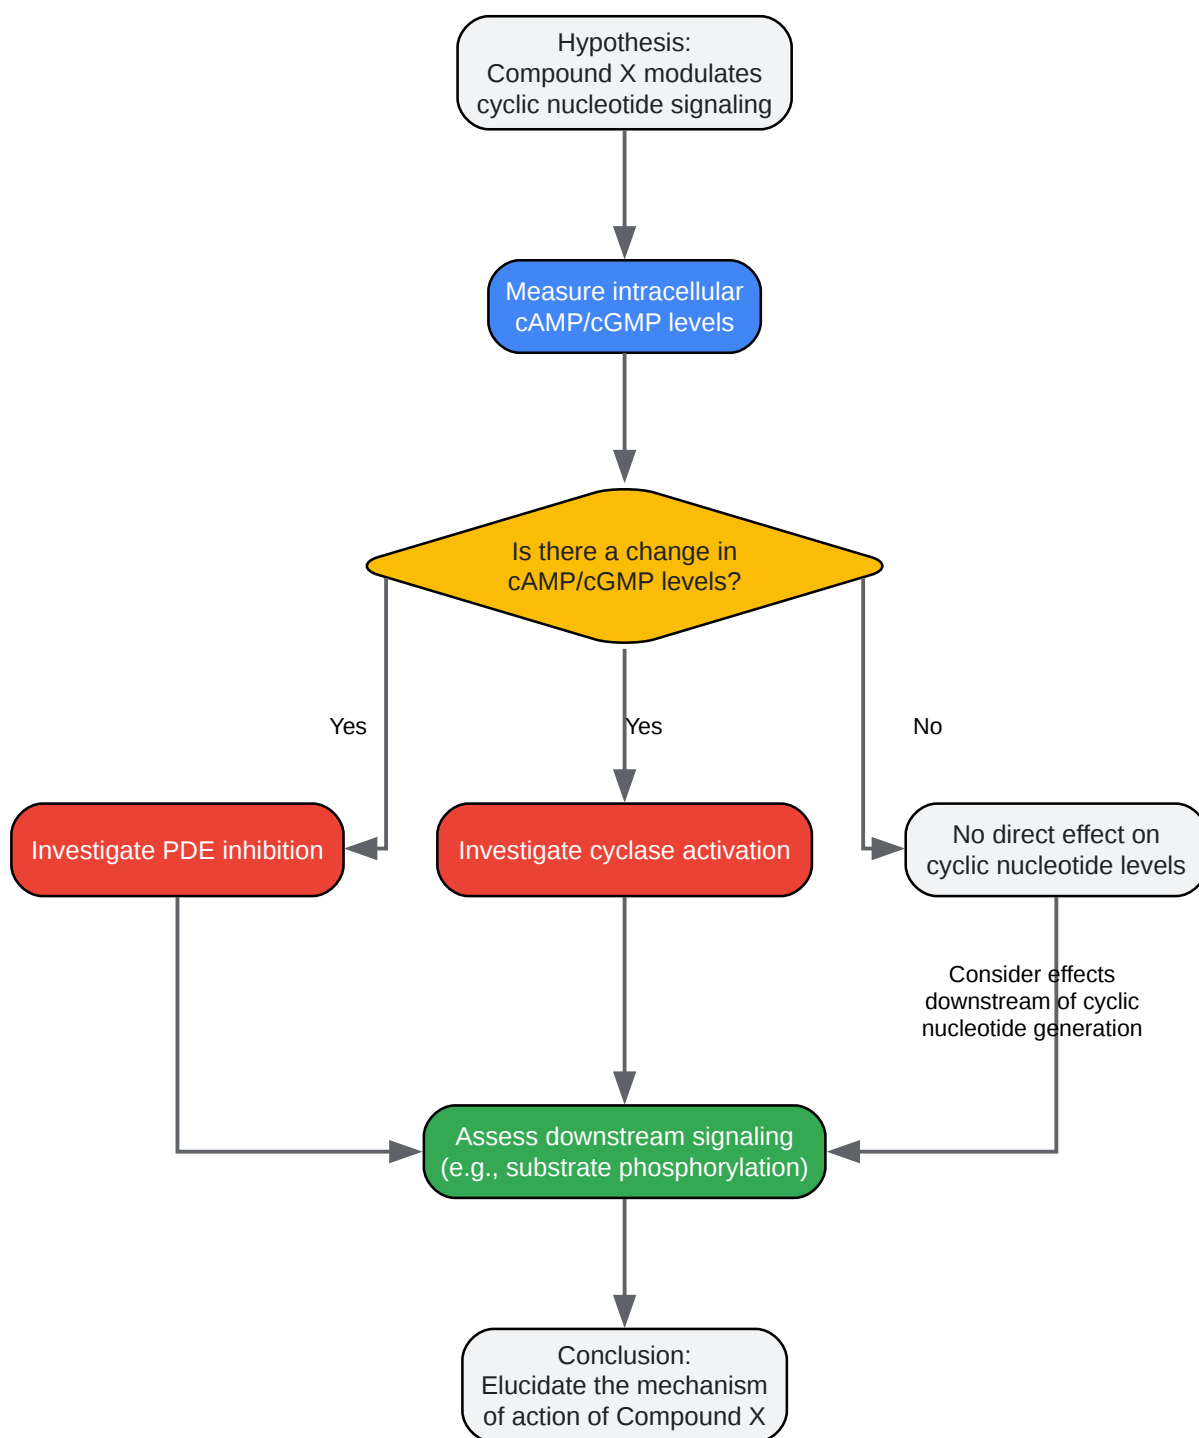 Hypothesis:
Compound X modulates
cyclic nucleotide signaling
Measure intracellular
cAMP/cGMP levels
Is there a change in
cAMP/cGMP levels?
Yes
Yes
No
Investigate PDE inhibition
Investigate cyclase activation
No direct effect on
cyclic nucleotide levels
Consider effects
downstream of cyclic
nucleotide generation
Assess downstream signaling
(e.g., substrate phosphorylation)
Conclusion:
Elucidate the mechanism
of action of Compound X